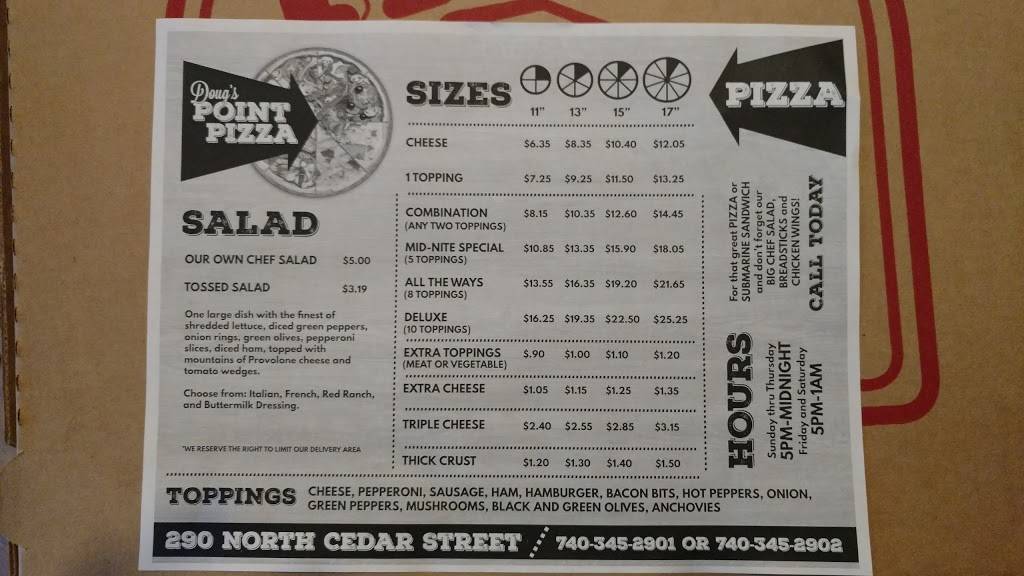 Doug's
POINT
PIZZA
SALAD
OUR OWN CHEF SALAD $5.00
TOSSED SALAD $3.19
One large dish with the finest of
shredded lettuce, diced green peppers,
onion rings, green olives, pepperoni
slices, diced ham, topped with
mountains of Provolone cheese and
tomato wedges.
Choose from: Italian, French, Red Ranch,
and Buttermilk Dressing.
*WE RESERVE THE RIGHT TO LIMIT OUR DELIVERY AREA
SIZES
11" 13" 15" 17"
CHEESE $6.35 $8.35 $10.40 $12.05
1 TOPPING $7.25 $9.25 $11.50 $13.25
COMBINATION $8.15 $10.35 $12.60 $14.45
(ANY TWO TOPPINGS)
MID-NITE SPECIAL $10.85 $13.35 $15.90 $18.05
(5 TOPPINGS)
ALL THE WAYS $13.55 $16.35 $19.20 $21.65
(8 TOPPINGS)
DELUXE $16.25 $19.35 $22.50 $25.25
(10 TOPPINGS)
EXTRA TOPPINGS $.90 $1.00 $1.10 $1.20
(MEAT OR VEGETABLE)
EXTRA CHEESE $1.05 $1.15 $1.25 $1.35
TRIPLE CHEESE $2.40 $2.55 $2.85 $3.15
THICK CRUST $1.20 $1.30 $1.40 $1.50
PIZZA
For that great PIZZA or
SUBMARINE SANDWICH
and don't forget our
BIG CHEF SALAD,
BREADSTICKS and
CHICKEN WINGS!
CALL TODAY
HOURS
Sunday thru Thursday
5PM-MIDNIGHT
Friday and Saturday
5PM-1AM
TOPPINGS CHEESE, PEPPERONI, SAUSAGE, HAM, HAMBURGER, BACON BITS, HOT PEPPERS, ONION,
GREEN PEPPERS, MUSHROOMS, BLACK AND GREEN OLIVES, ANCHOVIES
290 NORTH CEDAR STREET 740-345-2901 OR 740-345-2902